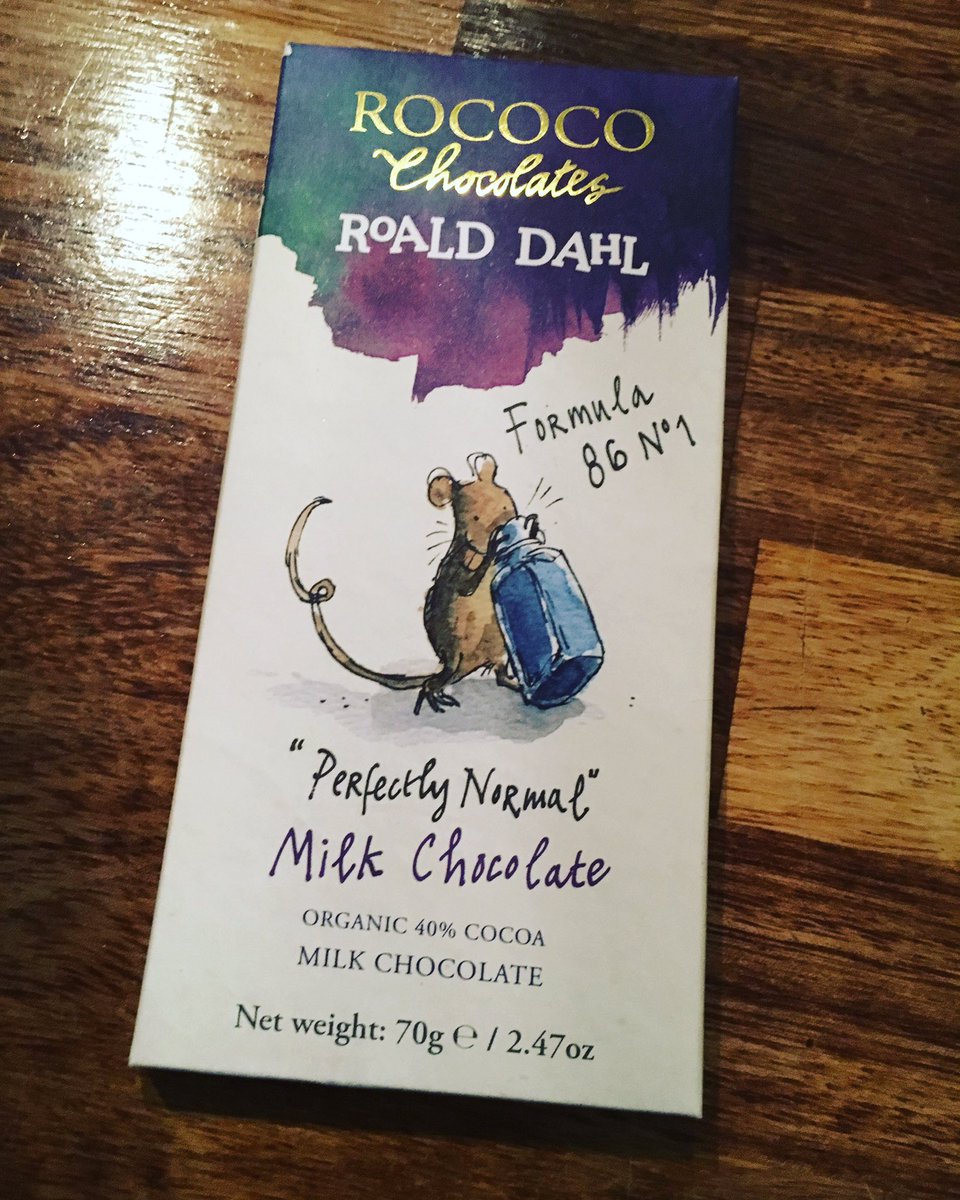 ROCOCO
Chocolates
ROALD DAHL
Formula
86 Nº1
"Perfectly Normal"
Milk Chocolate
ORGANIC 40% COCOA
MILK CHOCOLATE
Net weight: 70g ℮ / 2.47oz